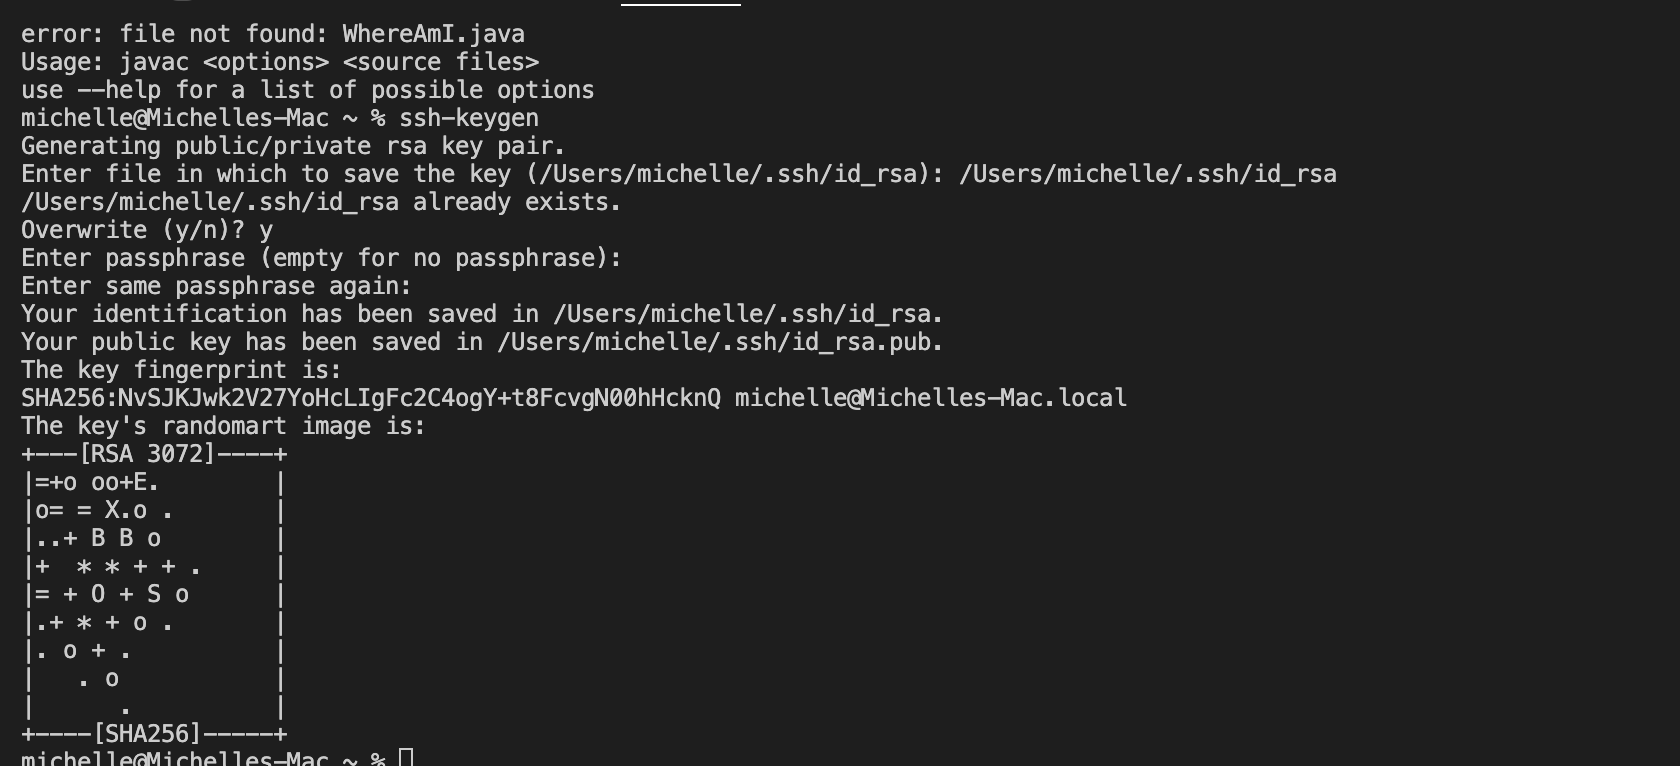 error: file not found: WhereAmI.java
Usage: javac <options> <source files>
use --help for a list of possible options
michelle@Michelles-Mac ~ % ssh-keygen
Generating public/private rsa key pair.
Enter file in which to save the key (/Users/michelle/.ssh/id_rsa): /Users/michelle/.ssh/id_rsa
/Users/michelle/.ssh/id_rsa already exists.
Overwrite (y/n)? y
Enter passphrase (empty for no passphrase):
Enter same passphrase again:
Your identification has been saved in /Users/michelle/.ssh/id_rsa.
Your public key has been saved in /Users/michelle/.ssh/id_rsa.pub.
The key fingerprint is:
SHA256:NvSJKJwk2V27YoHcLIgFc2C4ogY+t8FcvgN00hHcknQ michelle@Michelles-Mac.local
The key's randomart image is:
+---[RSA 3072]----+
|=+o oo+E.        |
|o= = X.o .       |
|..+ B B o        |
|+  * * + + .     |
|= + O + S o      |
|.+ * + o .       |
|. o + .          |
|   . o           |
|      .          |
+----[SHA256]-----+
michelle@Michelles-Mac ~ %